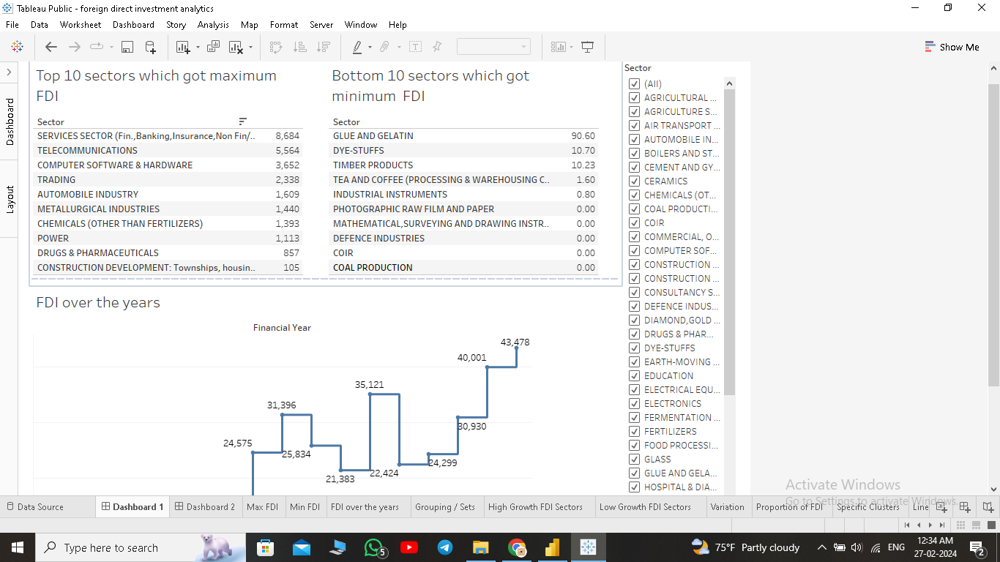 Tableau Public - foreign direct investment analytics
File Data Worksheet Dashboard Story Analysis Map Format Server Window Help
Show Me
Dashboard
Layout
Top 10 sectors which got maximum
FDI
Sector
SERVICES SECTOR (Fin.,Banking,Insurance,Non Fin/.. 8,684
TELECOMMUNICATIONS 5,564
COMPUTER SOFTWARE & HARDWARE 3,652
TRADING 2,338
AUTOMOBILE INDUSTRY 1,609
METALLURGICAL INDUSTRIES 1,440
CHEMICALS (OTHER THAN FERTILIZERS) 1,393
POWER 1,113
DRUGS & PHARMACEUTICALS 857
CONSTRUCTION DEVELOPMENT: Townships, housin.. 105
Bottom 10 sectors which got
minimum FDI
Sector
GLUE AND GELATIN 90.60
DYE-STUFFS 10.70
TIMBER PRODUCTS 10.23
TEA AND COFFEE (PROCESSING & WAREHOUSING C.. 1.60
INDUSTRIAL INSTRUMENTS 0.80
PHOTOGRAPHIC RAW FILM AND PAPER 0.00
MATHEMATICAL,SURVEYING AND DRAWING INSTR.. 0.00
DEFENCE INDUSTRIES 0.00
COIR 0.00
COAL PRODUCTION 0.00
Sector
(All)
AGRICULTURAL ...
AGRICULTURE S...
AIR TRANSPORT ...
AUTOMOBILE IN...
BOILERS AND ST...
CEMENT AND GY...
CERAMICS
CHEMICALS (OT...
COAL PRODUCTI...
COIR
COMMERCIAL, O...
COMPUTER SOF...
CONSTRUCTION ...
CONSTRUCTION ...
CONSULTANCY S...
DEFENCE INDUS...
DIAMOND,GOLD ...
DRUGS & PHAR...
DYE-STUFFS
EARTH-MOVING ...
EDUCATION
ELECTRICAL EQU...
ELECTRONICS
FERMENTATION ...
FERTILIZERS
FOOD PROCESSI...
GLASS
GLUE AND GELA...
HOSPITAL & DIA...
FDI over the years
Financial Year
43,478
40,001
35,121
31,396
30,930
24,575
25,834
24,299
22,424
21,383
Activate Windows
Go to Settings to activate Windows.
Data Source Dashboard 1 Dashboard 2 Max FDI Min FDI FDI over the years Grouping / Sets High Growth FDI Sectors Low Growth FDI Sectors Variation Proportion of FDI Specific Clusters Line
Type here to search
5
75°F Partly cloudy
ENG
12:34 AM
27-02-2024
2